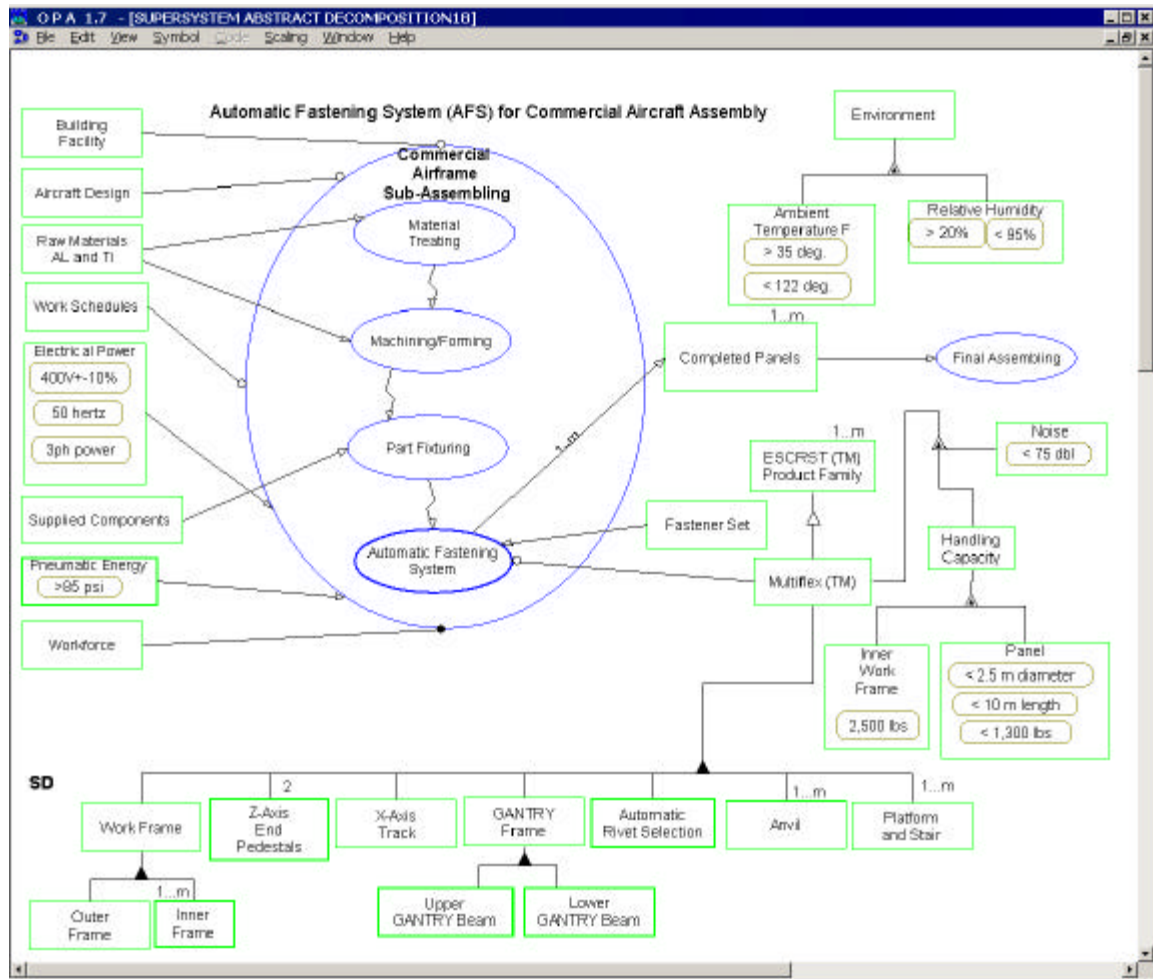 O P A 1.7 - [SUPERSYSTEM ABSTRACT DECOMPOSITION18]
File Edit View Symbol Code Scaling Window Help
Automatic Fastening System (AFS) for Commercial Aircraft Assembly
Building
Facility
Aircraft Design
Raw Materials
AL and TI
Work Schedules
Electrical Power
400V+-10%
50 hertz
3ph power
Supplied Components
Pneumatic Energy
>85 psi
Workforce
Commercial
Airframe
Sub-Assembling
Material
Treating
Machining/Forming
Part Fixturing
Automatic Fastening
System
1...m
Environment
Ambient
Temperature F
> 35 deg.
< 122 deg.
Relative Humidity
> 20%
< 95%
1...m
Completed Panels
Final Assembling
1...m
ESCRST (TM)
Product Family
Fastener Set
Multiflex (TM)
Noise
< 75 dbl
Handling
Capacity
Inner
Work
Frame
2,500 lbs
Panel
< 2.5 m diameter
< 10 m length
< 1,300 lbs
SD
Work Frame
2
Z-Axis
End
Pedestals
X-Axis
Track
GANTRY
Frame
Automatic
Rivet Selection
1...m
Anvil
1...m
Platform
and Stair
Outer
Frame
1...m
Inner
Frame
Upper
GANTRY Beam
Lower
GANTRY Beam